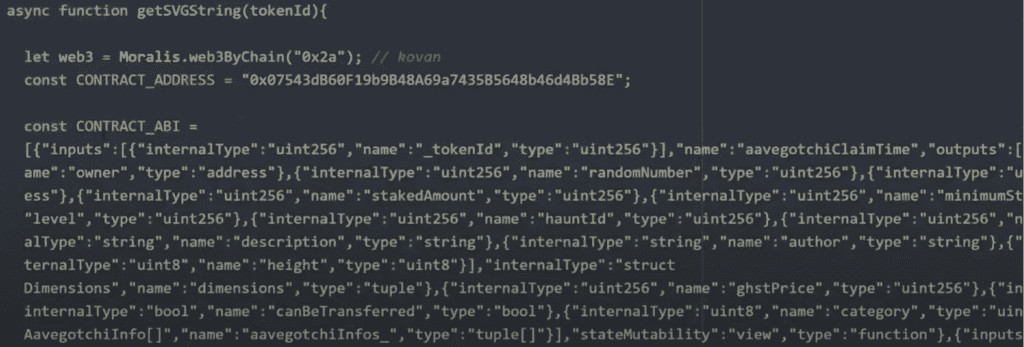 async function getSVGString(tokenId){
let web3 = Moralis.web3ByChain("0x2a"); // kovan
const CONTRACT_ADDRESS = "0x07543dB60F19b9B48A69a7435B5648b46d4Bb58E";
const CONTRACT_ABI =
[{"inputs":[{"internalType":"uint256","name":"_tokenId","type":"uint256"}],"name":"aavegotchiClaimTime","outputs":[
ame":"owner","type":"address"},{"internalType":"uint256","name":"randomNumber","type":"uint256"},{"internalType":"u
ess"},{"internalType":"uint256","name":"stakedAmount","type":"uint256"},{"internalType":"uint256","name":"minimumSt
"level","type":"uint256"},{"internalType":"uint256","name":"hauntId","type":"uint256"},{"internalType":"uint256","n
alType":"string","name":"description","type":"string"},{"internalType":"string","name":"author","type":"string"},{"
ternalType":"uint8","name":"height","type":"uint8"}],"internalType":"struct
Dimensions","name":"dimensions","type":"tuple"},{"internalType":"uint256","name":"ghstPrice","type":"uint256"},{"in
internalType":"bool","name":"canBeTransferred","type":"bool"},{"internalType":"uint8","name":"category","type":"uin
AavegotchiInfo[]","name":"aavegotchiInfos_","type":"tuple[]"}],"stateMutability":"view","type":"function"},{"inputs